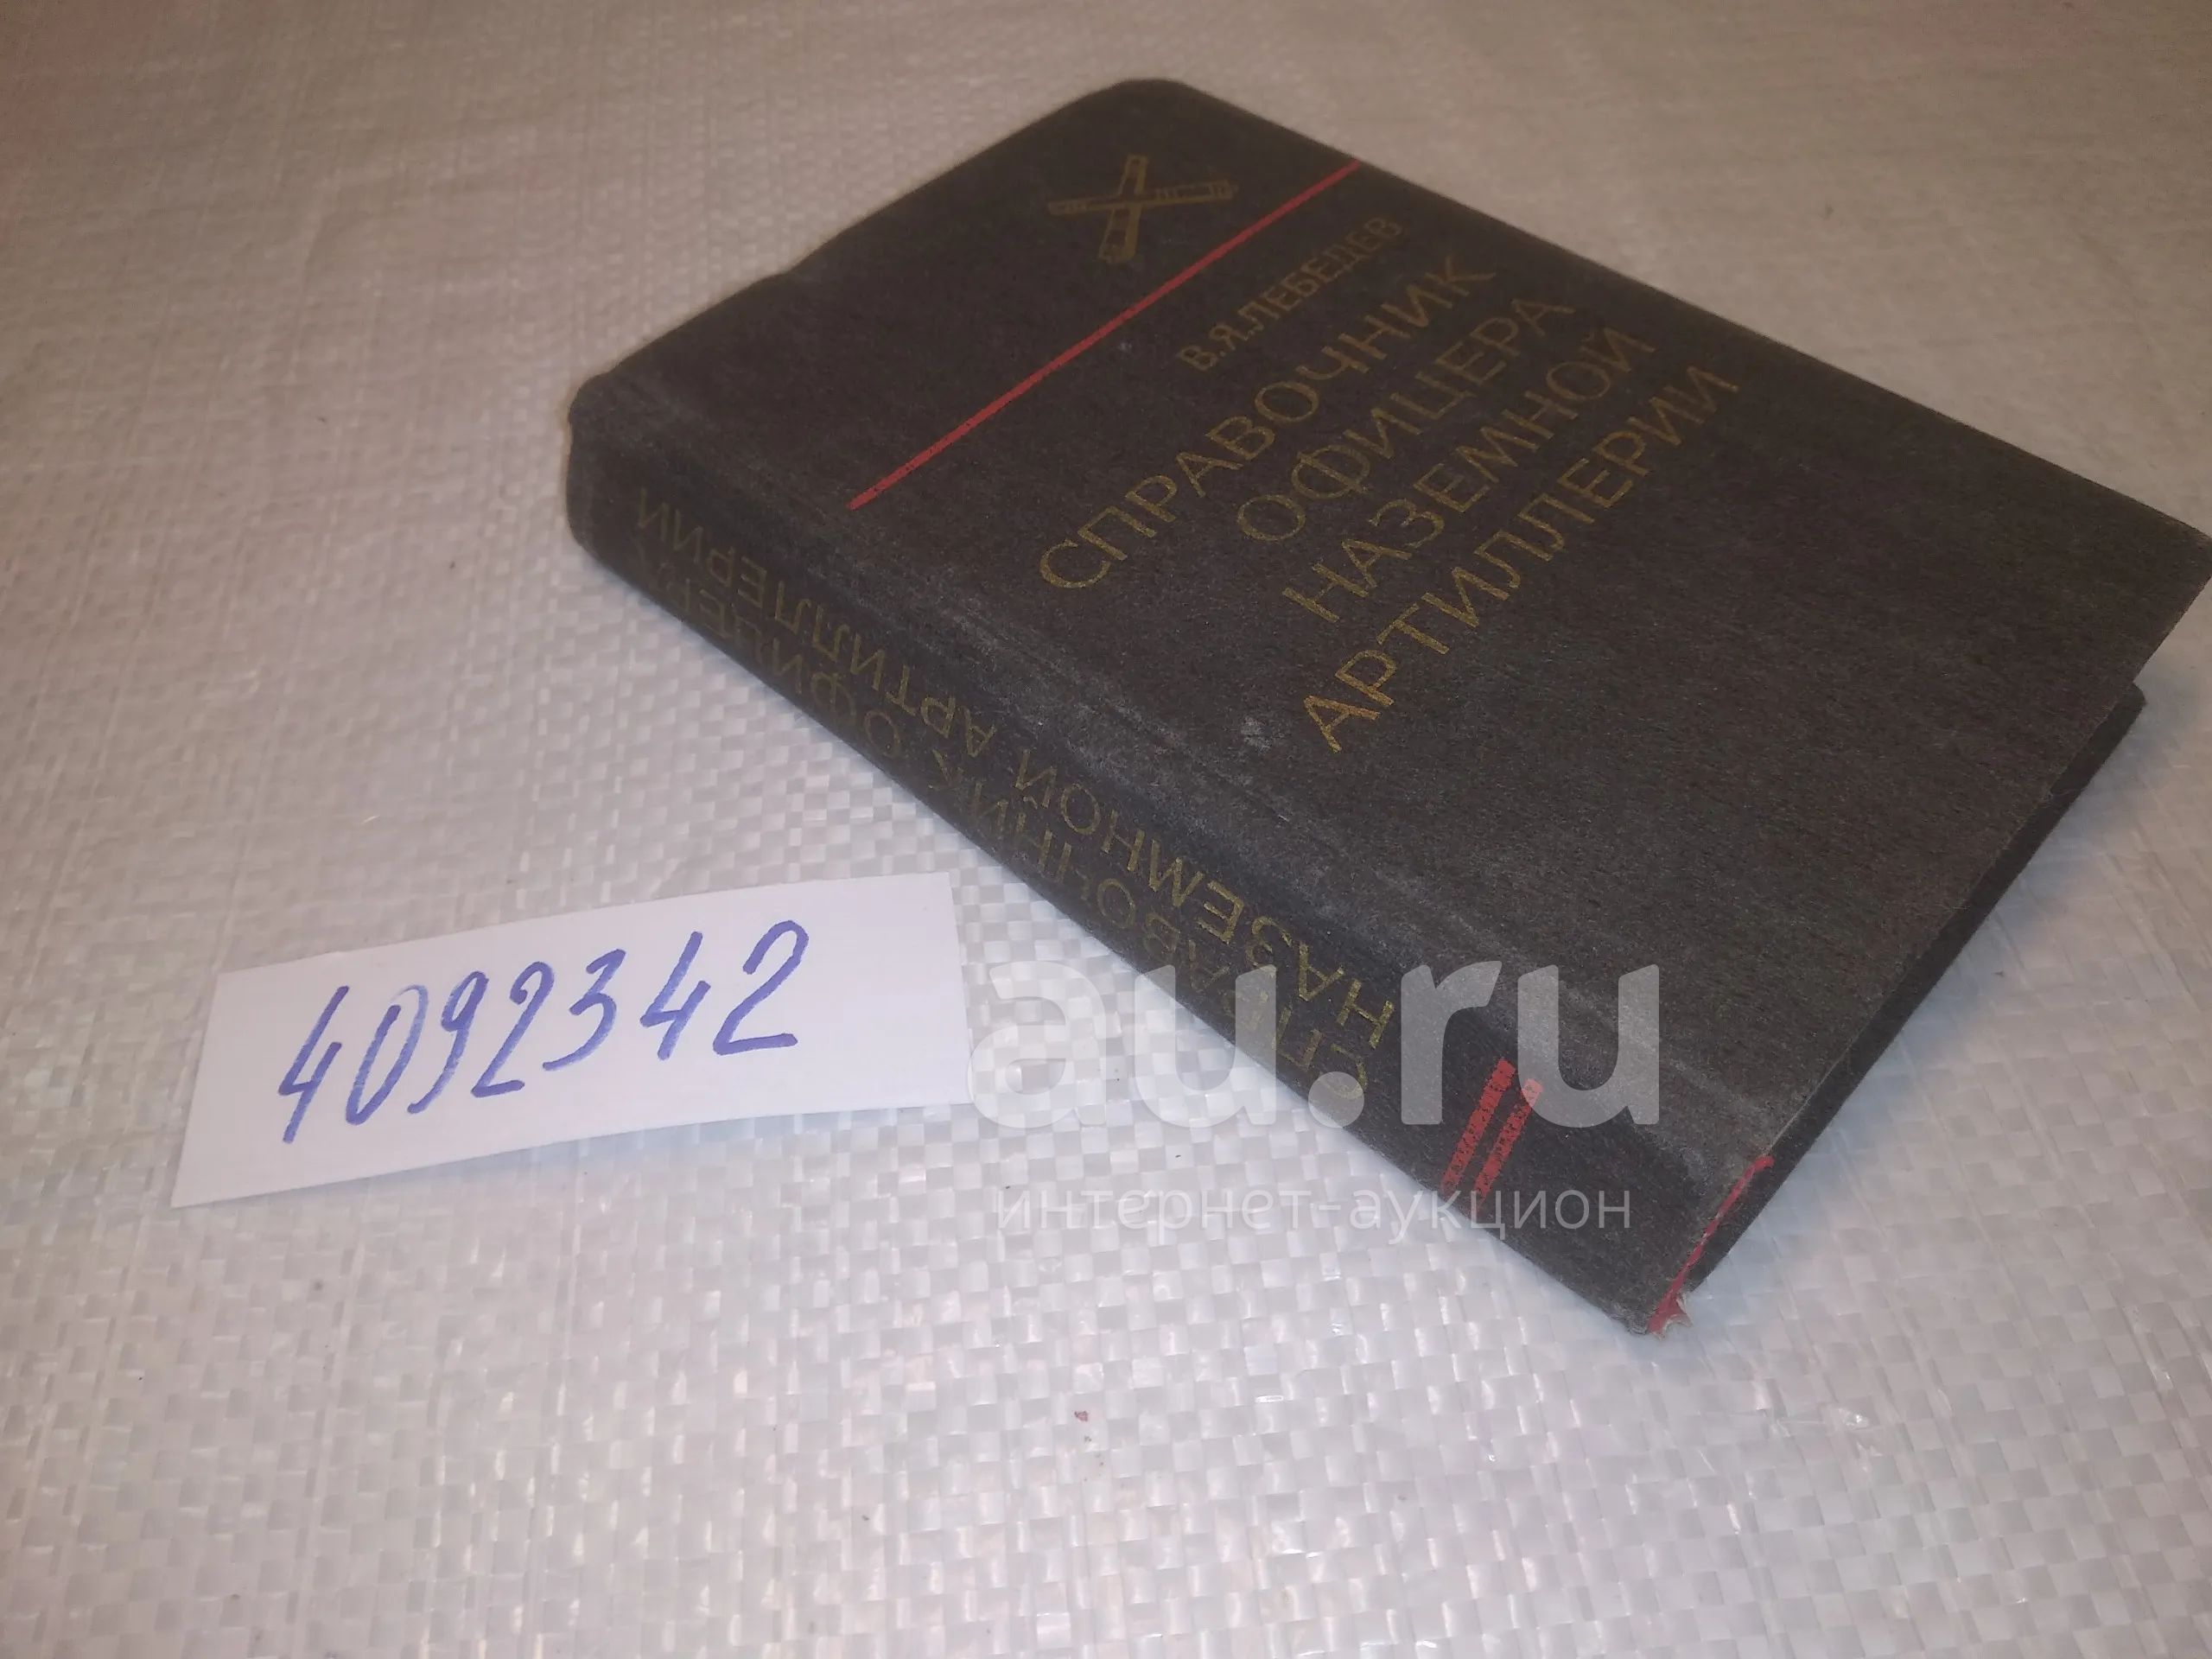 В.Я.ЛЕБЕДЕВ
СПРАВОЧНИК
ОФИЦЕРА
НАЗЕМНОЙ
АРТИЛЛЕРИИ
СПРАВОЧНИК ОФИЦЕРА
НАЗЕМНОЙ АРТИЛЛЕРИИ
4092342
au.ru
интернет-аукцион